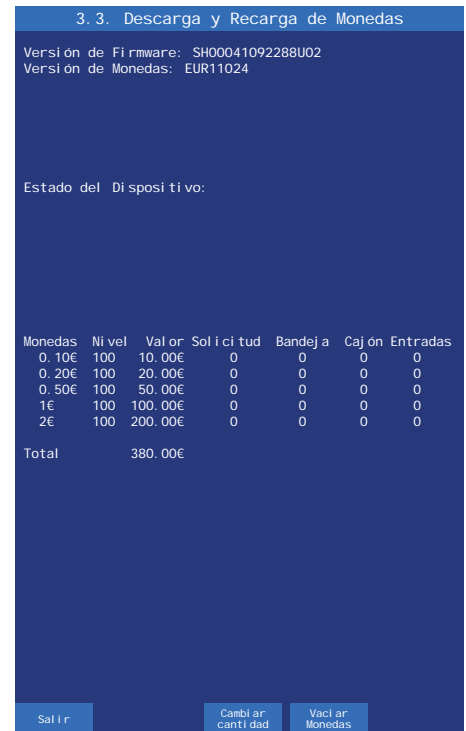 3.3. Descarga y Recarga de Monedas
Versión de Firmware: SH00041092288U02
Versión de Monedas: EUR11024
Estado del Dispositivo:
Monedas Nivel Valor Solicitud Bandeja Cajón Entradas
0.10€ 100 10.00€ 0 0 0 0
0.20€ 100 20.00€ 0 0 0 0
0.50€ 100 50.00€ 0 0 0 0
1€ 100 100.00€ 0 0 0 0
2€ 100 200.00€ 0 0 0 0
Total 380.00€
Salir
Cambiar
cantidad
Vaciar
Monedas